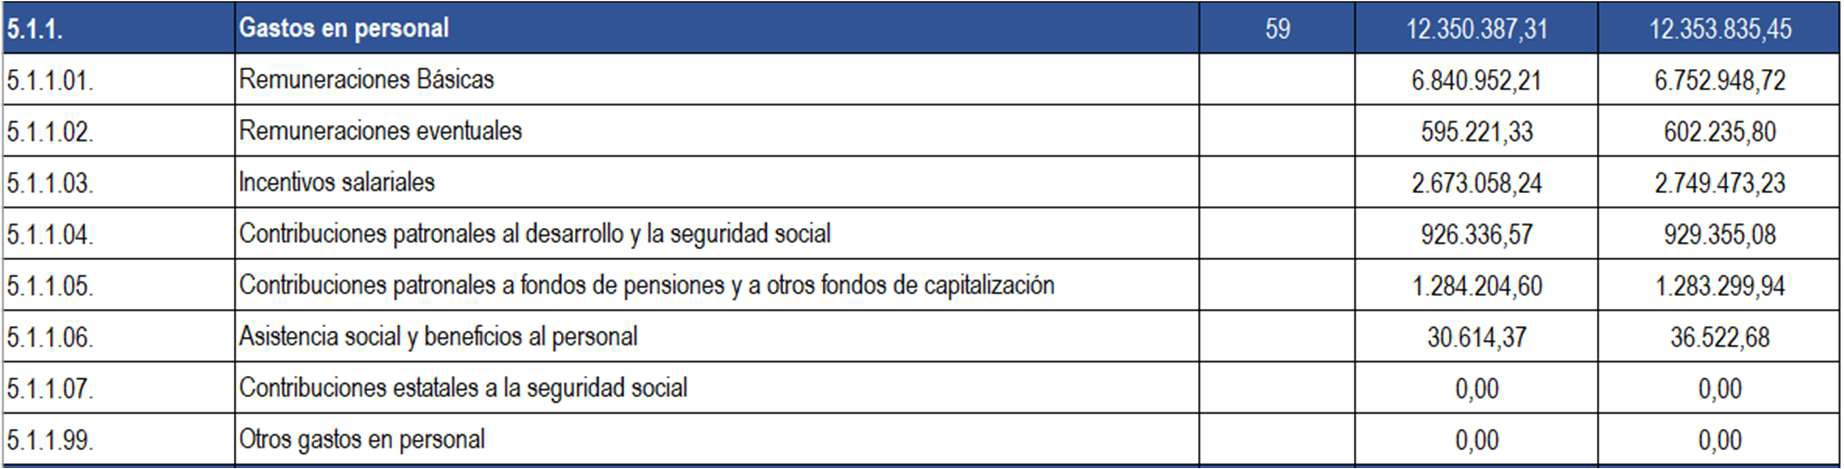 5.1.1. Gastos en personal 59 12.350.387,31 12.353.835,45
5.1.1.01. Remuneraciones Básicas 6.840.952,21 6.752.948,72
5.1.1.02. Remuneraciones eventuales 595.221,33 602.235,80
5.1.1.03. Incentivos salariales 2.673.058,24 2.749.473,23
5.1.1.04. Contribuciones patronales al desarrollo y la seguridad social 926.336,57 929.355,08
5.1.1.05. Contribuciones patronales a fondos de pensiones y a otros fondos de capitalización 1.284.204,60 1.283.299,94
5.1.1.06. Asistencia social y beneficios al personal 30.614,37 36.522,68
5.1.1.07. Contribuciones estatales a la seguridad social 0,00 0,00
5.1.1.99. Otros gastos en personal 0,00 0,00